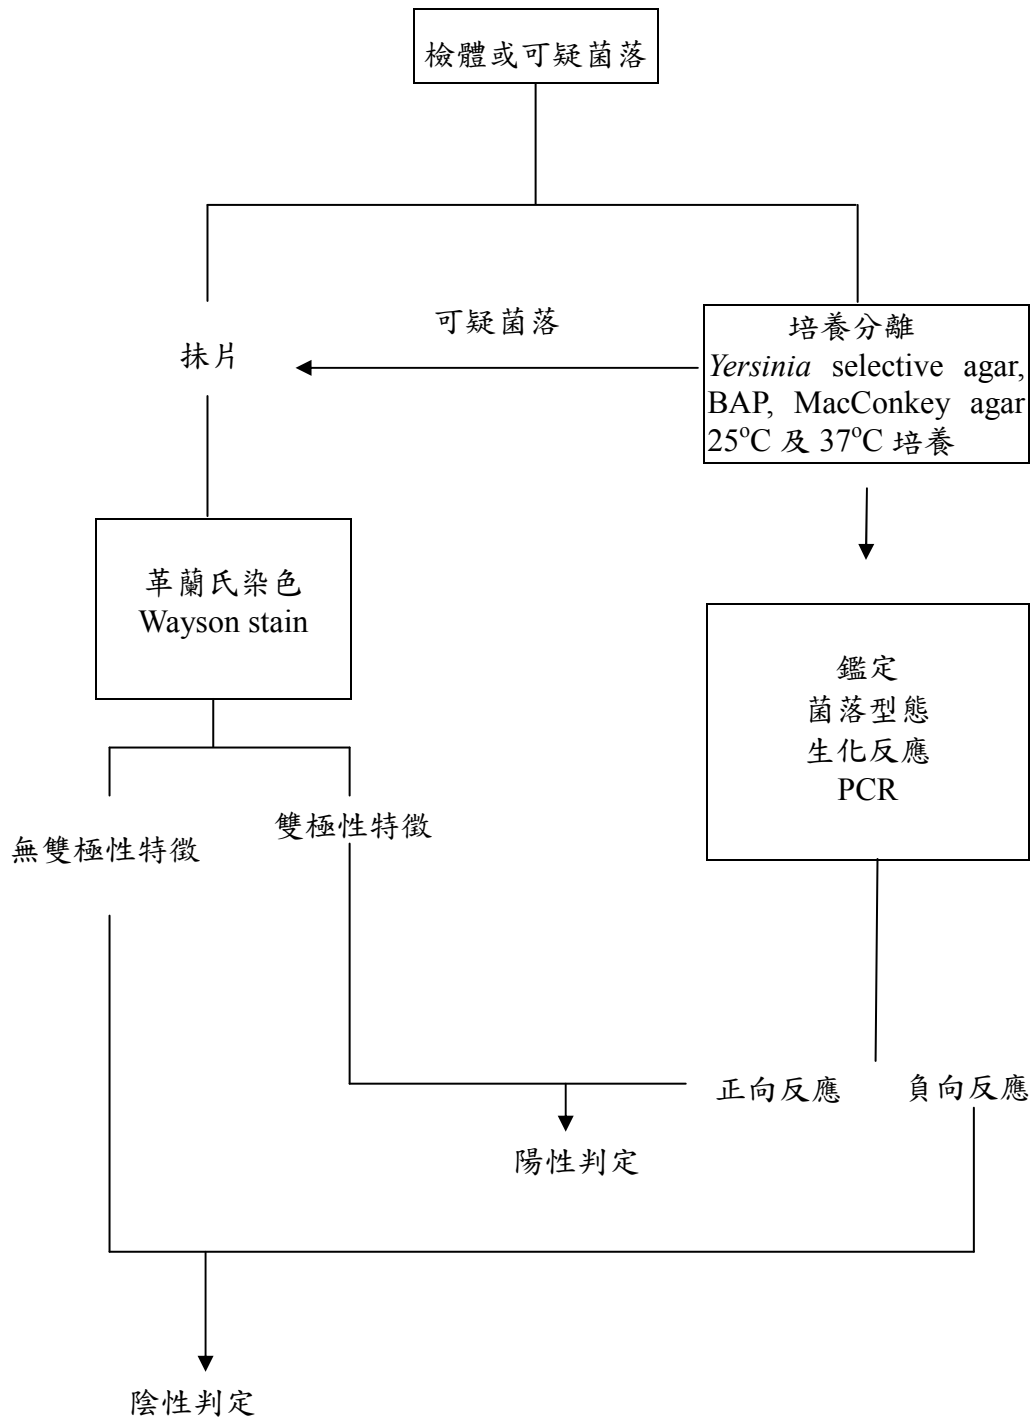 檢體或可疑菌落
可疑菌落
抹片
培養分離
Yersinia selective agar,
BAP, MacConkey agar
25°C 及 37°C 培養
革蘭氏染色
Wayson stain
鑑定
菌落型態
生化反應
PCR
無雙極性特徵
雙極性特徵
正向反應
負向反應
陽性判定
陰性判定